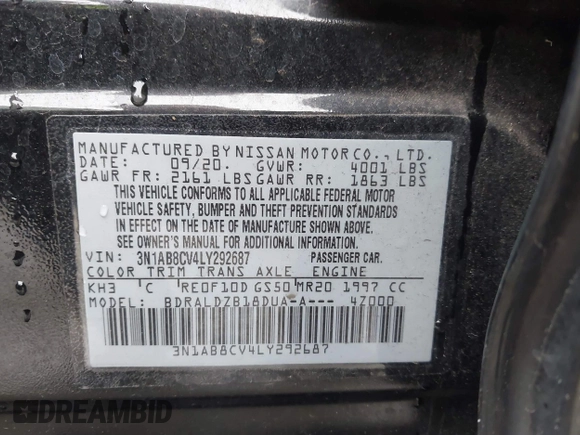 MANUFACTURED BY NISSAN MOTOR CO., LTD.
DATE: 09/20. GVWR: 4001 LBS
GAWR FR: 2161 LBS GAWR RR: 1863 LBS
THIS VEHICLE CONFORMS TO ALL APPLICABLE FEDERAL MOTOR
VEHICLE SAFETY, BUMPER AND THEFT PREVENTION STANDARDS
IN EFFECT ON THE DATE OF MANUFACTURE SHOWN ABOVE.
SEE OWNER'S MANUAL FOR ADDITIONAL INFORMATION.
VIN: 3N1AB8CV4LY292687 PASSENGER CAR.
COLOR TRIM TRANS AXLE ENGINE
KH3 C RE0F10D GS50 MR20 1997 CC
MODEL: BDRALDZB18DUA-A--- 4Z000
3N1AB8CV4LY292687
DREAMBID